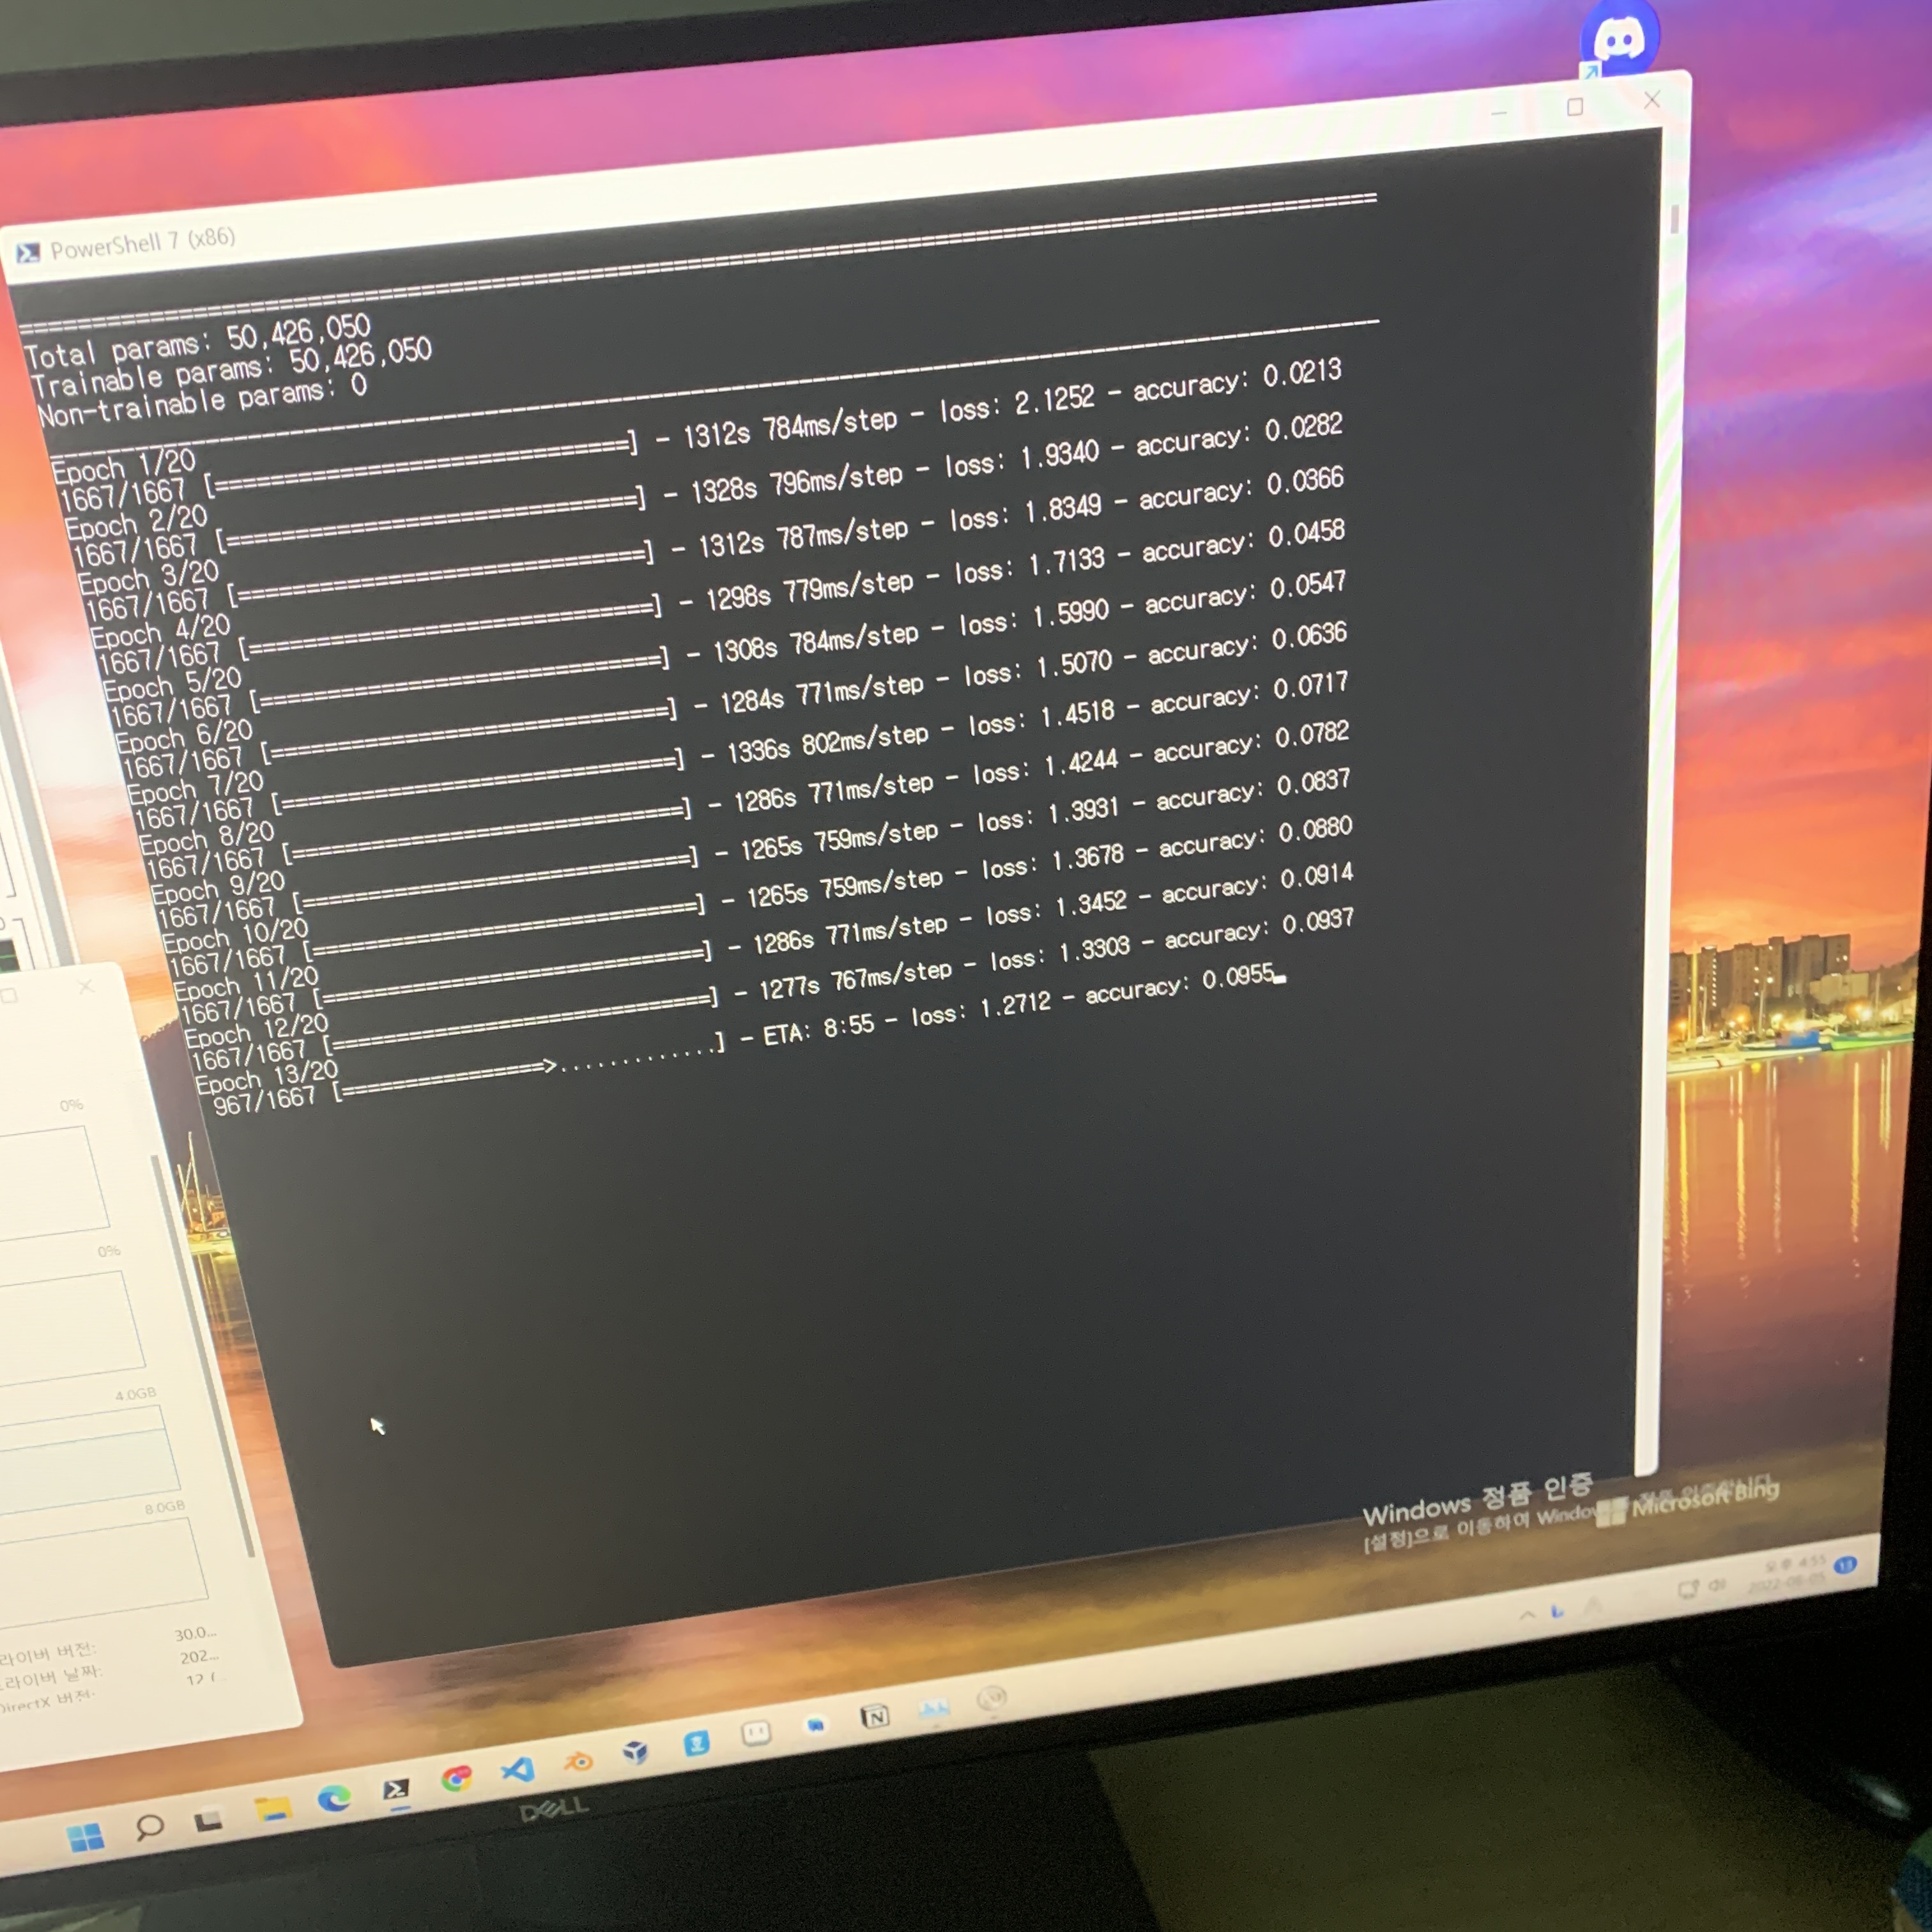 PowerShell 7 (x86)
Total params: 50,426,050
Trainable params: 50,426,050
Non-trainable params: 0
Epoch 1/20
1667/1667 [==============================] - 1312s 784ms/step - loss: 2.1252 - accuracy: 0.0213
Epoch 2/20
1667/1667 [==============================] - 1328s 796ms/step - loss: 1.9340 - accuracy: 0.0282
Epoch 3/20
1667/1667 [==============================] - 1312s 787ms/step - loss: 1.8349 - accuracy: 0.0366
Epoch 4/20
1667/1667 [==============================] - 1298s 779ms/step - loss: 1.7133 - accuracy: 0.0458
Epoch 5/20
1667/1667 [==============================] - 1308s 784ms/step - loss: 1.5990 - accuracy: 0.0547
Epoch 6/20
1667/1667 [==============================] - 1284s 771ms/step - loss: 1.5070 - accuracy: 0.0636
Epoch 7/20
1667/1667 [==============================] - 1336s 802ms/step - loss: 1.4518 - accuracy: 0.0717
Epoch 8/20
1667/1667 [==============================] - 1286s 771ms/step - loss: 1.4244 - accuracy: 0.0782
Epoch 9/20
1667/1667 [==============================] - 1265s 759ms/step - loss: 1.3931 - accuracy: 0.0837
Epoch 10/20
1667/1667 [==============================] - 1265s 759ms/step - loss: 1.3678 - accuracy: 0.0880
Epoch 11/20
1667/1667 [==============================] - 1286s 771ms/step - loss: 1.3452 - accuracy: 0.0914
Epoch 12/20
1667/1667 [==============================] - 1277s 767ms/step - loss: 1.3303 - accuracy: 0.0937
Epoch 13/20
967/1667 [================>.............] - ETA: 8:55 - loss: 1.2712 - accuracy: 0.0955
0%
0%
4.0GB
8.0GB
라이버 버전: 30.0...
라이버 날짜: 202...
DirectX 버전:
Windows 정품 인증
[설정]으로 이동하여 Windo
Microsoft Bing
오후 4:55
2022-06-05
13
DELL